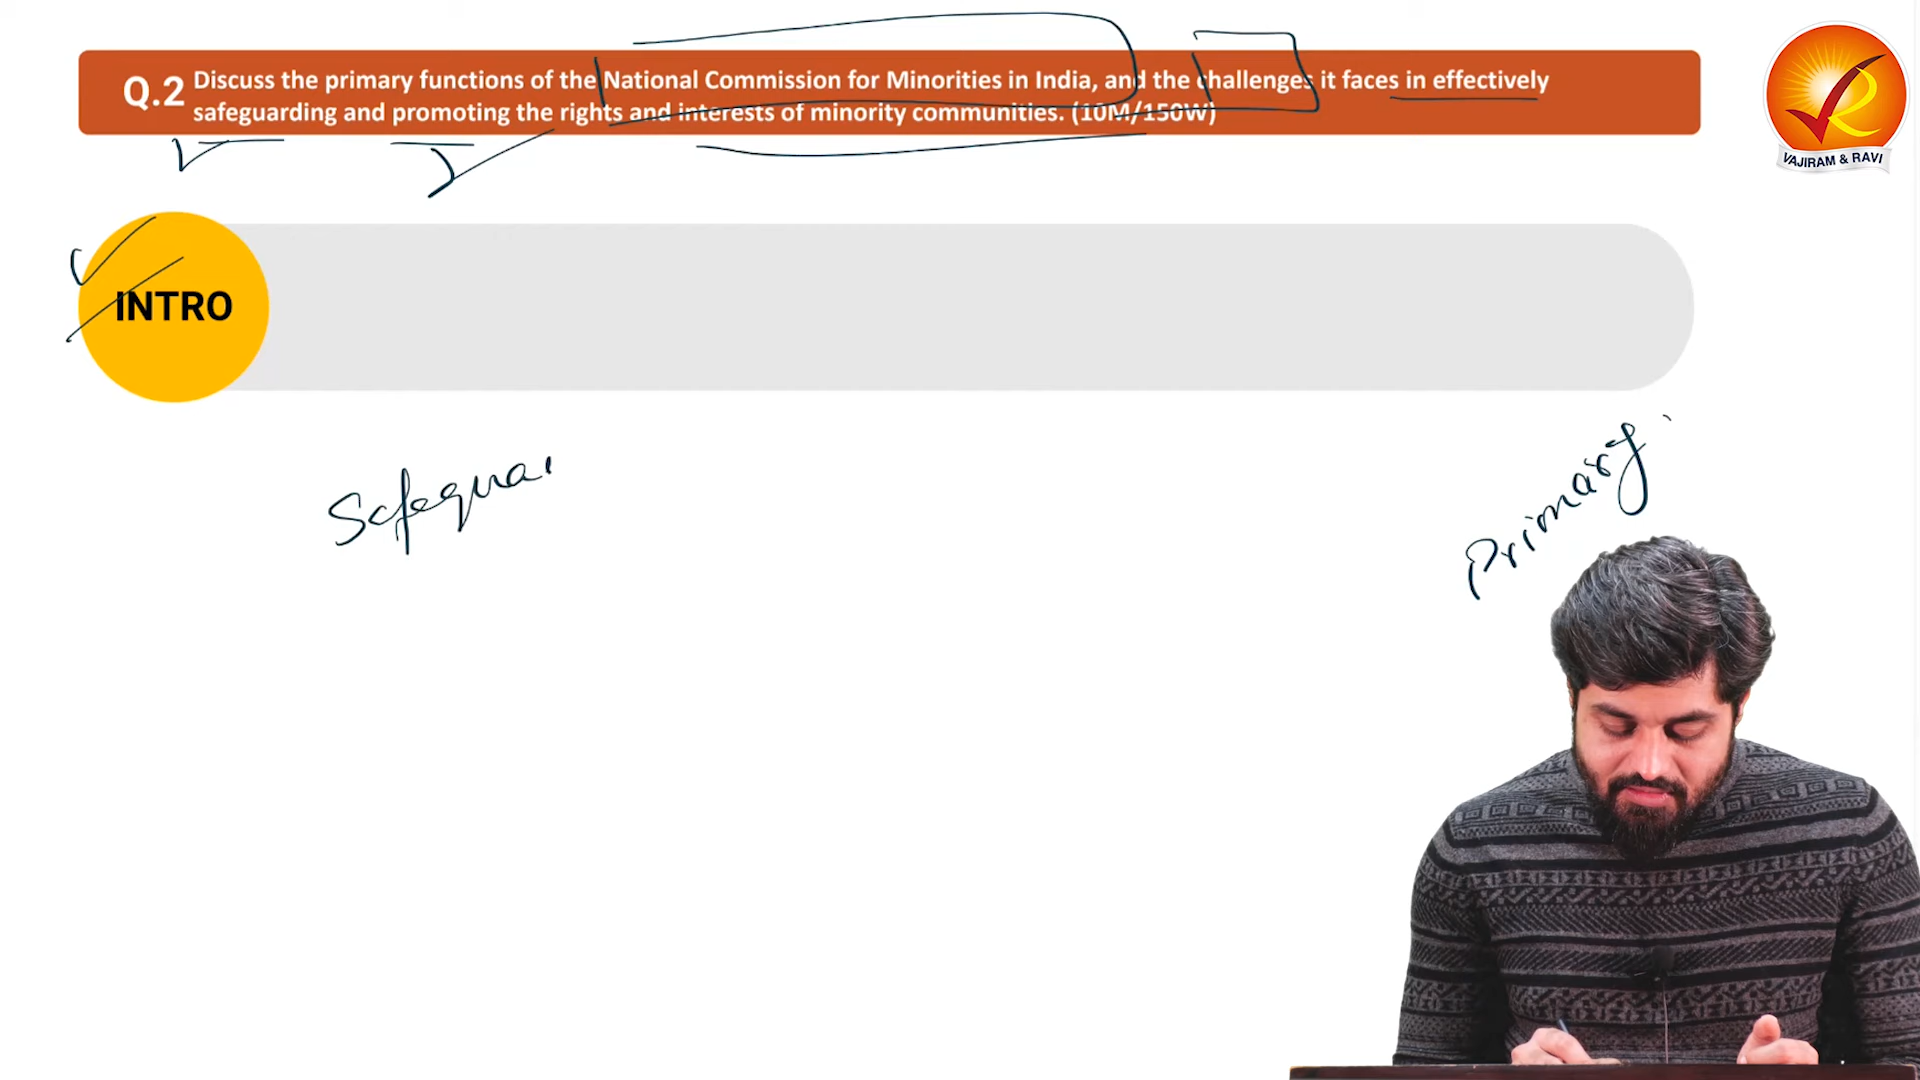 Q.2 Discuss the primary functions of the National Commission for Minorities in India, and the challenges it faces in effectively
safeguarding and promoting the rights and interests of minority communities. (10M/150W)
VAJIRAM & RAVI
INTRO
Safegua
Primary